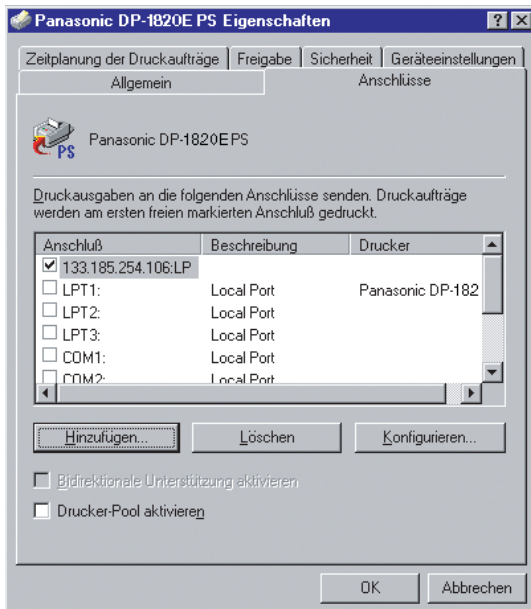 Panasonic DP-1820E PS Eigenschaften
Zeitplanung der Druckaufträge Freigabe Sicherheit Geräteeinstellungen
Allgemein Anschlüsse
PS
Panasonic DP-1820E PS
Druckausgaben an die folgenden Anschlüsse senden. Druckaufträge
werden am ersten freien markierten Anschluß gedruckt.
Anschluß Beschreibung Drucker
133.185.254.106:LP
LPT1: Local Port Panasonic DP-182
LPT2: Local Port
LPT3: Local Port
COM1: Local Port
COM2: Local Port
Hinzufügen... Löschen Konfigurieren...
Bidirektionale Unterstützung aktivieren
Drucker-Pool aktivieren
OK Abbrechen